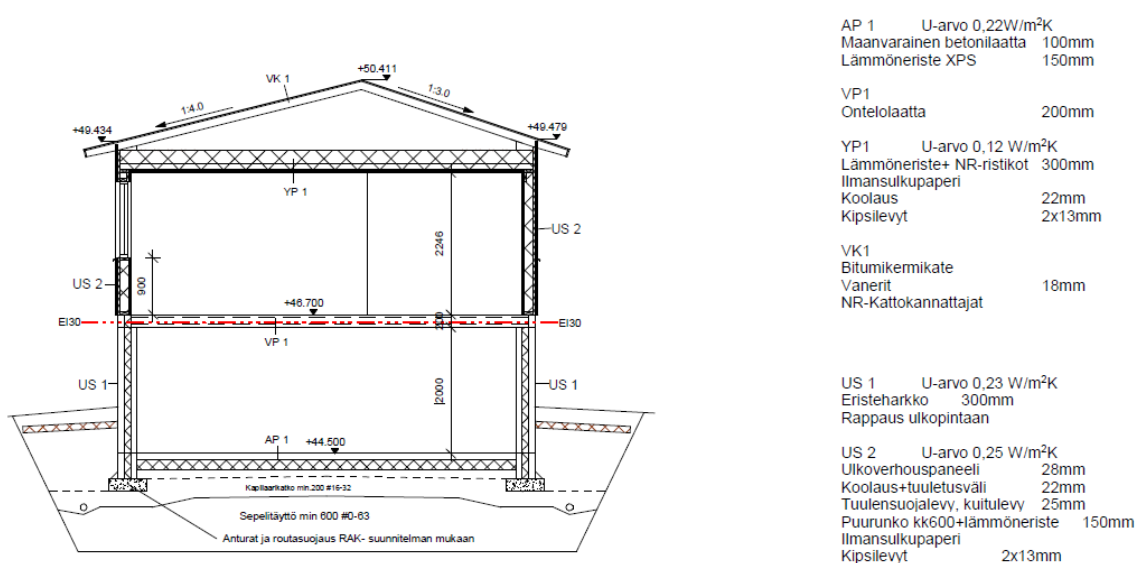 +50.411
VK 1
1:4.0
1:3.0
+49.434
+49.479
YP 1
US 2
2246
US 2
900
+46.700
EI30
200
EI30
VP 1
US 1
2000
US 1
AP 1
+44.500
Kapillaarikatko min.200 #16-32
Sepelitäyttö min 600 #0-63
Anturat ja routasuojaus RAK- suunnitelman mukaan
AP 1 U-arvo 0,22W/m²K
Maanvarainen betonilaatta 100mm
Lämmöneriste XPS 150mm
VP1
Ontelolaatta 200mm
YP1 U-arvo 0,12 W/m²K
Lämmöneriste+ NR-ristikot 300mm
Ilmansulkupaperi
Koolaus 22mm
Kipsilevyt 2x13mm
VK1
Bitumikermikate
Vanerit 18mm
NR-Kattokannattajat
US 1 U-arvo 0,23 W/m²K
Eristeharkko 300mm
Rappaus ulkopintaan
US 2 U-arvo 0,25 W/m²K
Ulkoverhouspaneeli 28mm
Koolaus+tuuletusväli 22mm
Tuulensuojalevy, kuitulevy 25mm
Puurunko kk600+lämmöneriste 150mm
Ilmansulkupaperi
Kipsilevyt 2x13mm